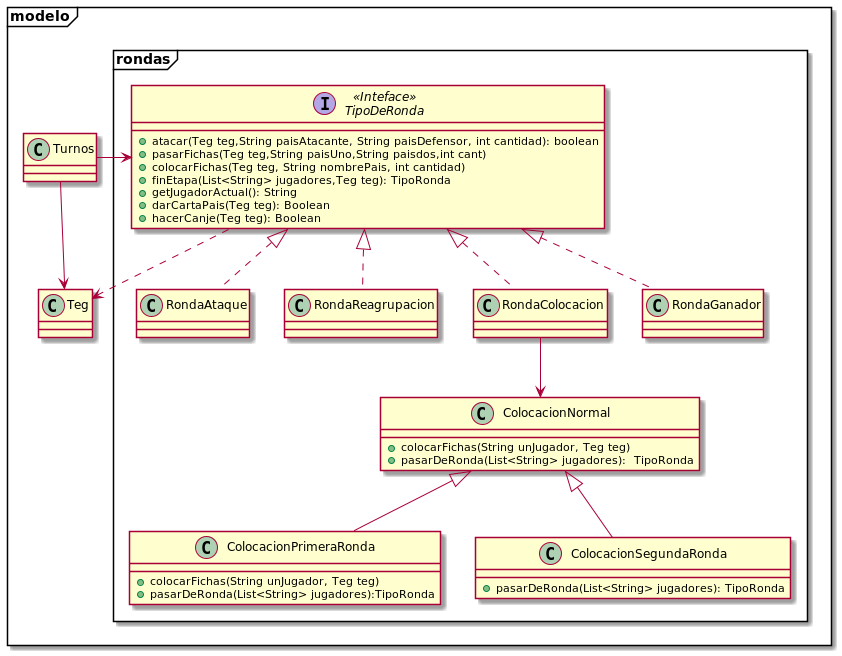 modelo
rondas
I
«Inteface»
TipoDeRonda
atacar(Teg teg,String paisAtacante, String paisDefensor, int cantidad): boolean
pasarFichas(Teg teg,String paisUno,String paisdos,int cant)
colocarFichas(Teg teg, String nombrePais, int cantidad)
finEtapa(List<String> jugadores,Teg teg): TipoRonda
getJugadorActual(): String
darCartaPais(Teg teg): Boolean
hacerCanje(Teg teg): Boolean
C Turnos
C Teg
C RondaAtaque
C RondaReagrupacion
C RondaColocacion
C RondaGanador
C ColocacionNormal
colocarFichas(String unJugador, Teg teg)
pasarDeRonda(List<String> jugadores):  TipoRonda
C ColocacionPrimeraRonda
colocarFichas(String unJugador, Teg teg)
pasarDeRonda(List<String> jugadores):TipoRonda
C ColocacionSegundaRonda
pasarDeRonda(List<String> jugadores): TipoRonda